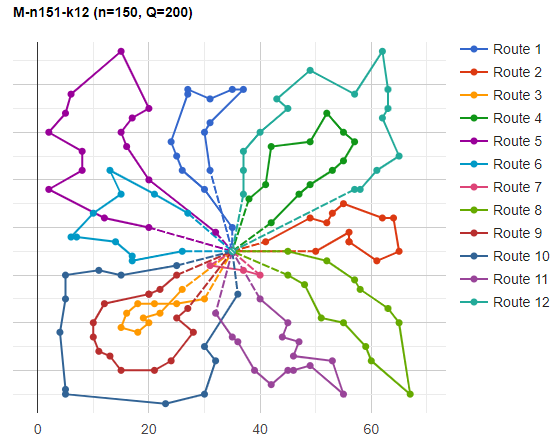 M-n151-k12 (n=150, Q=200)
Route 1
Route 2
Route 3
Route 4
Route 5
Route 6
Route 7
Route 8
Route 9
Route 10
Route 11
Route 12
0 20 40 60